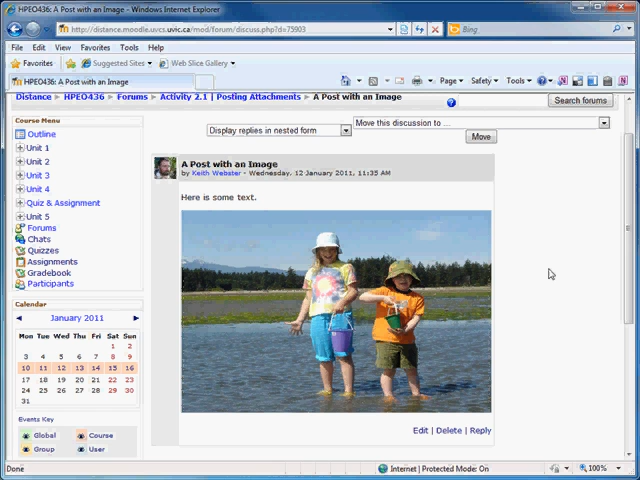 HPEO436: A Post with an Image - Windows Internet Explorer
http://distance.moodle.uvcs.uvic.ca/mod/forum/discuss.php?d=75903
Bing
File Edit View Favorites Tools Help
Favorites Suggested Sites Web Slice Gallery
HPEO436: A Post with an Image
Page Safety Tools
Distance ► HPEO436 ► Forums ► Activity 2.1 | Posting Attachments ► A Post with an Image
Search forums
Course Menu
Outline
Unit 1
Unit 2
Unit 3
Unit 4
Quiz & Assignment
Unit 5
Forums
Chats
Quizzes
Assignments
Gradebook
Participants
Display replies in nested form
Move this discussion to ...
Move
A Post with an Image
by Keith Webster - Wednesday, 12 January 2011, 11:35 AM
Here is some text.
Edit | Delete | Reply
Calendar
January 2011
Mon Tue Wed Thu Fri Sat Sun
1 2
3 4 5 6 7 8 9
10 11 12 13 14 15 16
17 18 19 20 21 22 23
24 25 26 27 28 29 30
31
Events Key
Global Course
Group User
Done
Internet | Protected Mode: On
100%